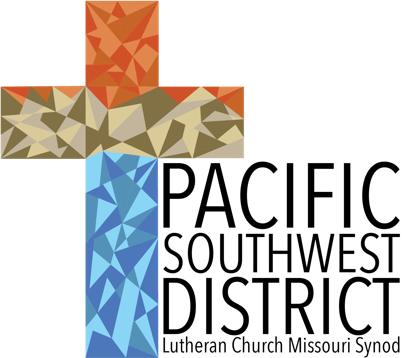 PACIFIC
SOUTHWEST
DISTRICT
Lutheran Church Missouri Synod